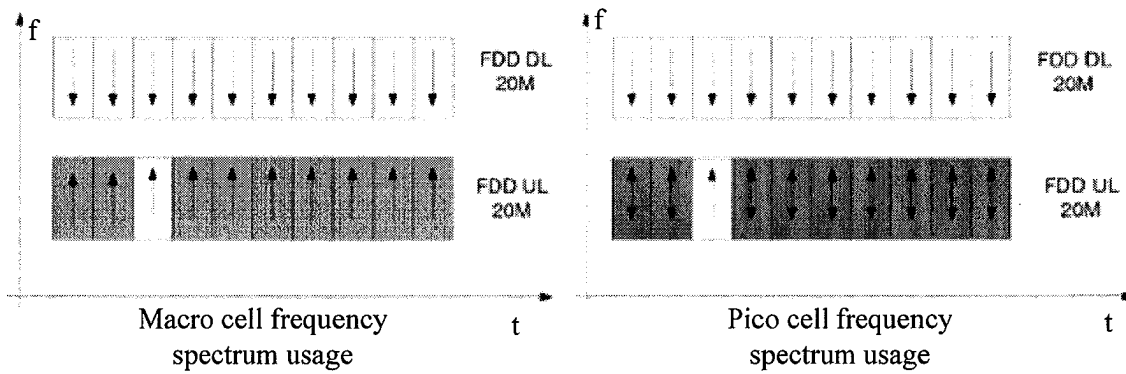 f
FDD DL
20M
FDD UL
20M
t
Macro cell frequency
spectrum usage
f
FDD DL
20M
FDD UL
20M
t
Pico cell frequency
spectrum usage